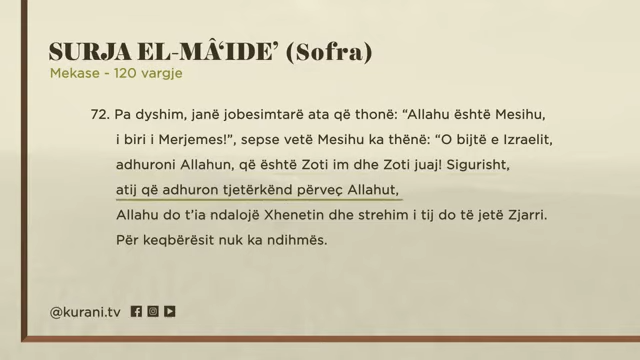 SURJA EL-MÂ‘IDE’ (Sofra)
Mekase - 120 vargje
72. Pa dyshim, janë jobesimtarë ata që thonë: “Allahu është Mesihu,
i biri i Merjemes!”, sepse vetë Mesihu ka thënë: “O bijtë e Izraelit,
adhuroni Allahun, që është Zoti im dhe Zoti juaj! Sigurisht,
atij që adhuron tjetërkënd përveç Allahut,
Allahu do t’ia ndalojë Xhenetin dhe strehim i tij do të jetë Zjarri.
Për keqbërësit nuk ka ndihmës.
@kurani.tv